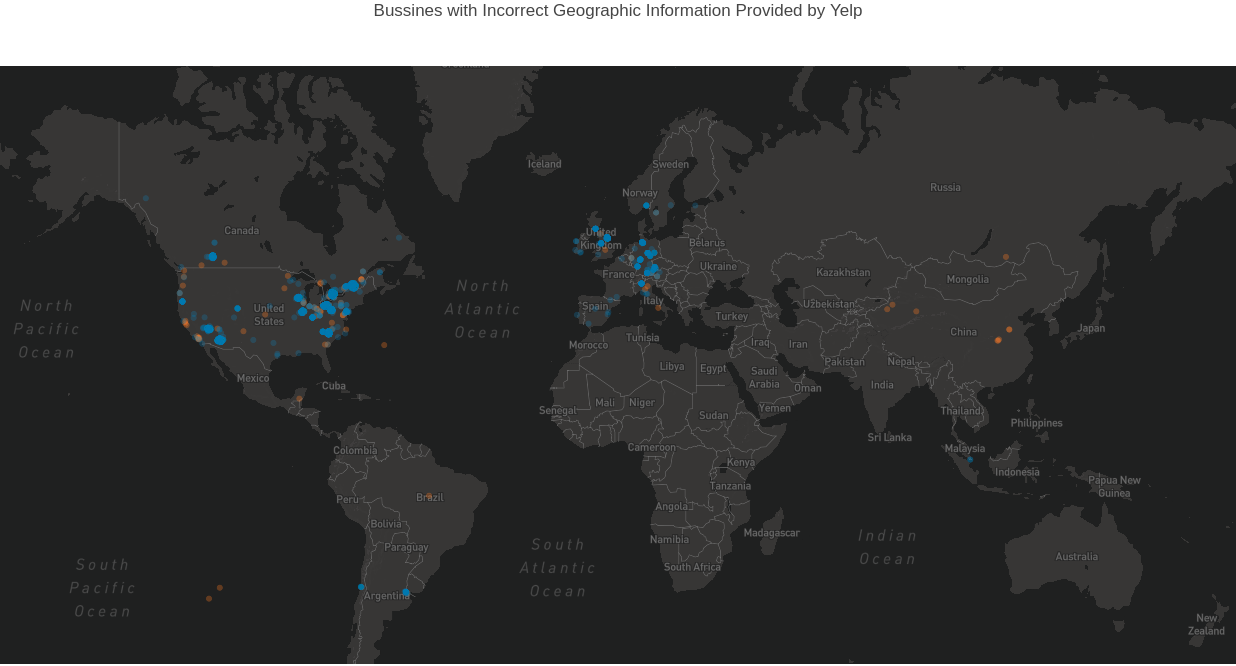 Bussines with Incorrect Geographic Information Provided by Yelp
Iceland
Sweden
Norway
Russia
Canada
United
Kingdom
Belarus
Ukraine
France
Kazakhstan
Mongolia
North
Pacific
Ocean
North
Atlantic
Ocean
United
States
Spain
Italy
Uzbekistan
Turkey
China
Japan
Morocco
Tunisia
Iraq
Iran
Pakistan
Nepal
Libya
Egypt
Saudi
Arabia
Oman
India
Mexico
Cuba
Mali
Niger
Senegal
Sudan
Yemen
Thailand
Philippines
Sri Lanka
Colombia
Cameroon
Kenya
Malaysia
Indonesia
Papua New
Guinea
Peru
Brazil
Tanzania
Angola
Bolivia
Paraguay
Namibia
Madagascar
South
Atlantic
Ocean
Indian
Ocean
Australia
South Africa
South
Pacific
Ocean
Argentina
New
Zealand